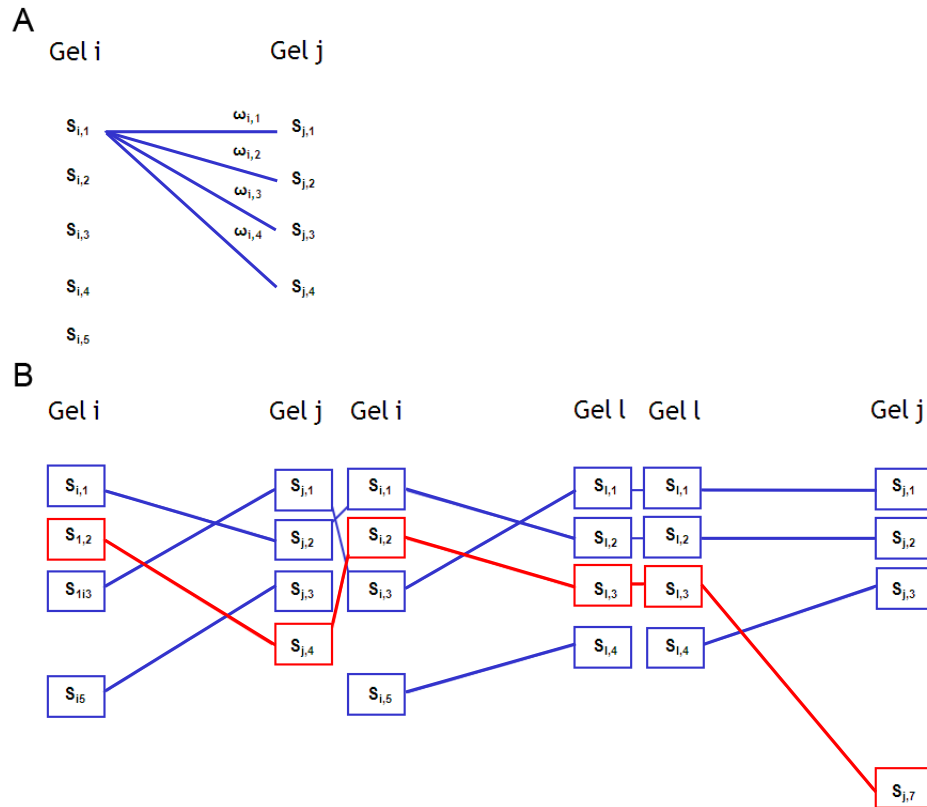 A
Gel i Gel j
ω i,1
S i,1 S j,1
ω i,2
S i,2 S j,2
ω i,3
S i,3 ω i,4 S j,3
S i,4 S j,4
S i,5
B
Gel i Gel j Gel i Gel l Gel l Gel j
S i,1 S j,1 S i,1 S l,1 S l,1 S j,1
S 1,2 S j,2 S i,2 S l,2 S l,2 S j,2
S 1i3 S j,3 S i,3 S l,3 S l,3 S j,3
S j,4 S l,4 S l,4
S i5 S i,5
S j,7